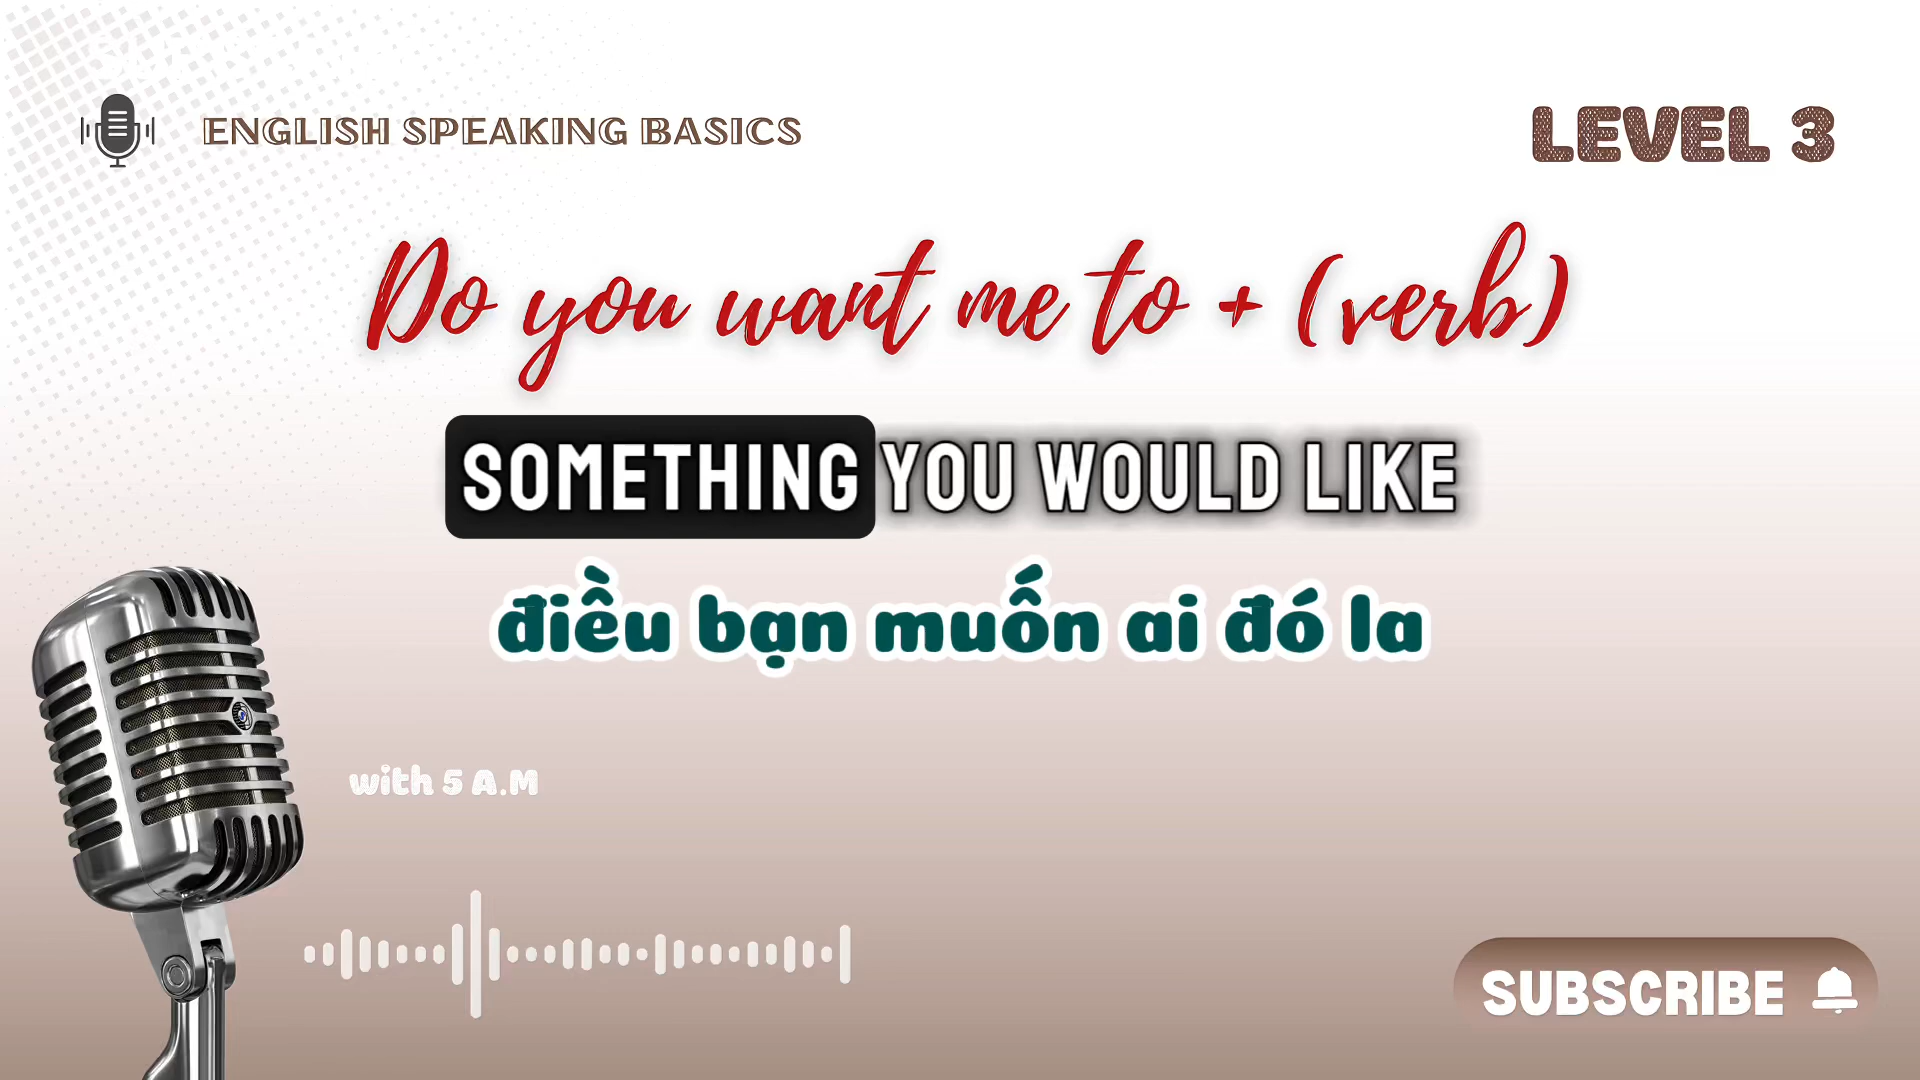 ENGLISH SPEAKING BASICS
LEVEL 3
Do you want me to + (verb)
SOMETHING YOU WOULD LIKE
điều bạn muốn ai đó la
with 5 A.M
SUBSCRIBE